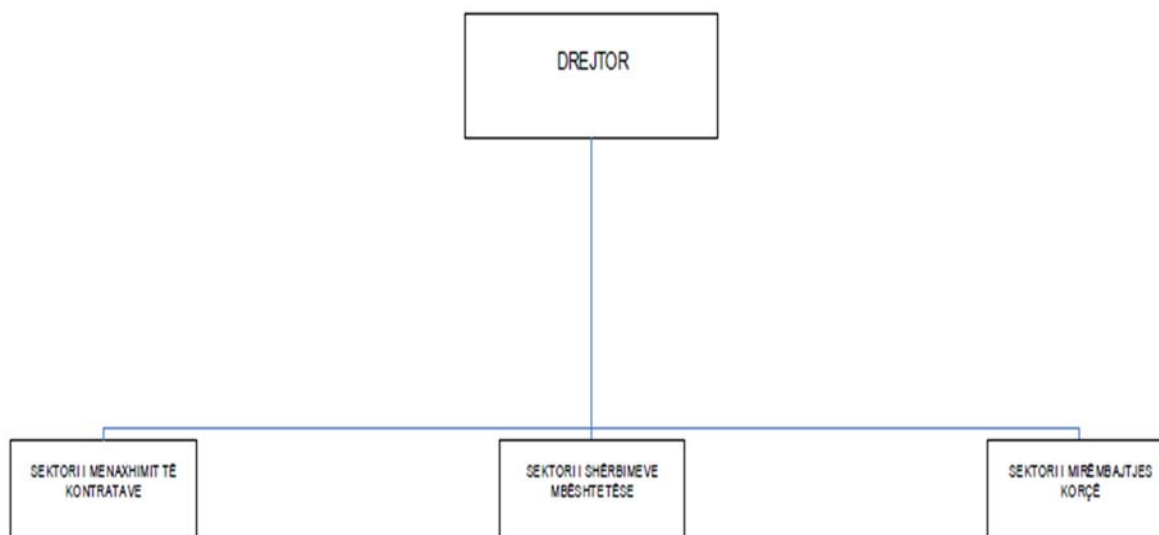 DREJTOR
SEKTORI I MENAXHIMIT TË
KONTRATAVE
SEKTORI I SHËRBIMEVE
MBËSHTETËSE
SEKTORI I MIRËMBAJTJES
KORÇË